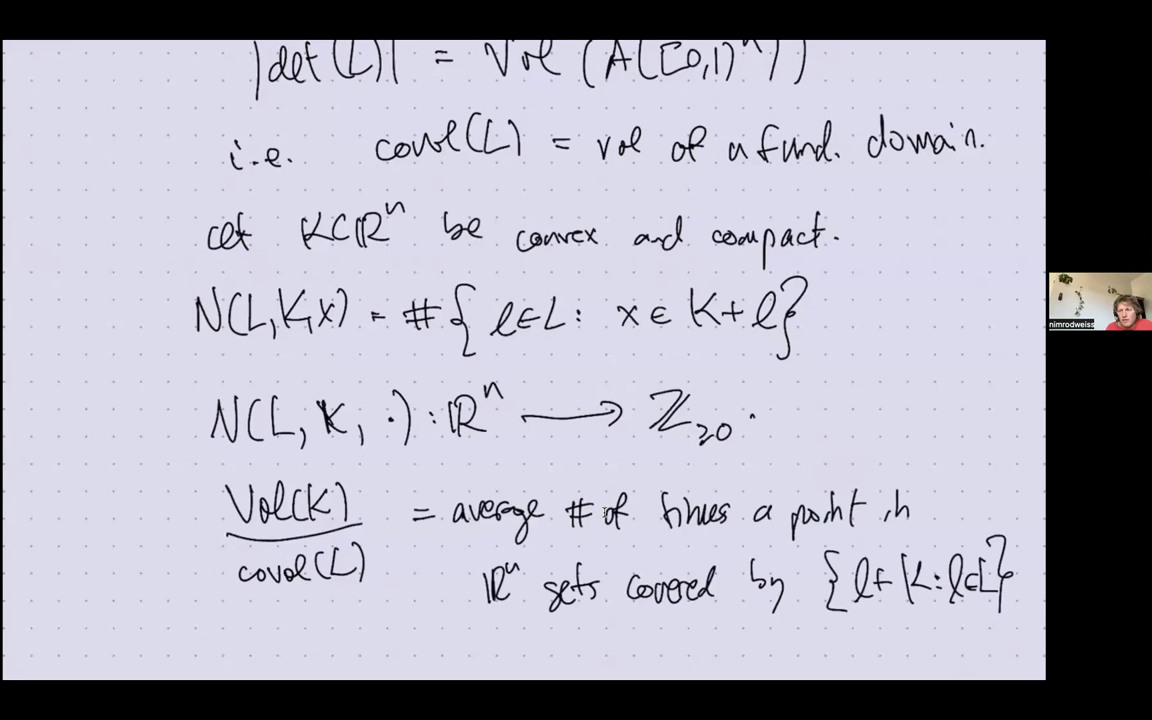 |det(L)| = Vol (A([0,1)^n))
i.e. covol(L) = vol of a fund. domain.
Let K⊂ℝ^n be convex and compact.
N(L,K,x) = #{ l∈L : x ∈ K+l }
nimrodweiss
N(L, K, ·) : ℝ^n ⟶ ℤ_≥0 .
Vol(K) / covol(L) = average # of times a point in
ℝ^n gets covered by { l+K : l∈L }